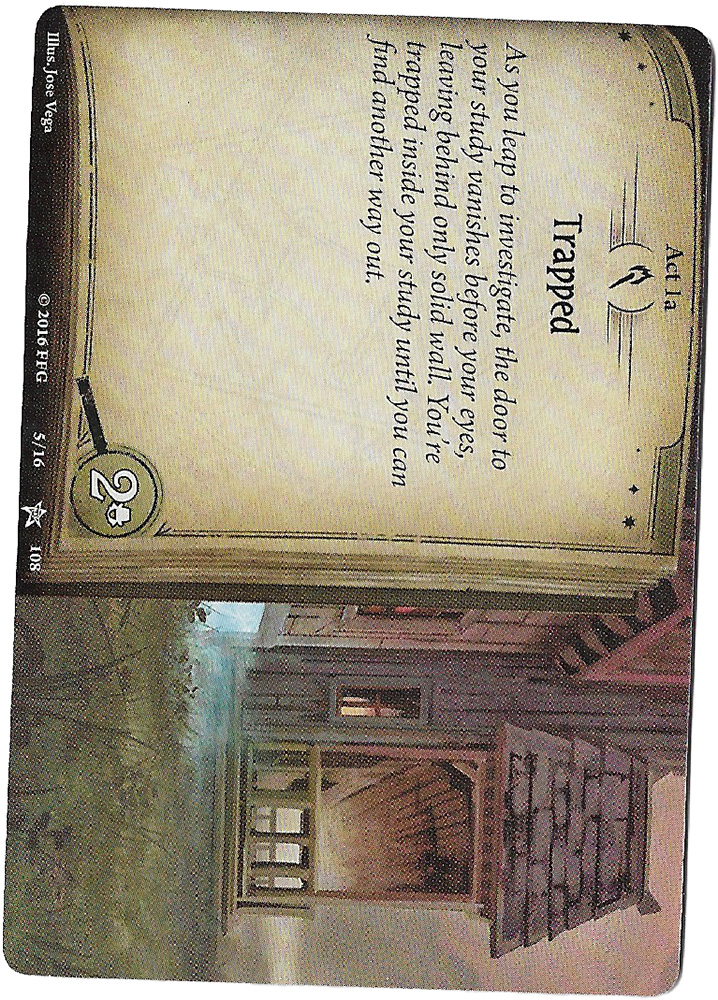 Act 1a
Trapped
As you leap to investigate, the door to
your study vanishes before your eyes,
leaving behind only solid wall. You're
trapped inside your study until you can
find another way out.
2
Illus. Jose Vega
© 2016 FFG
5/16
108